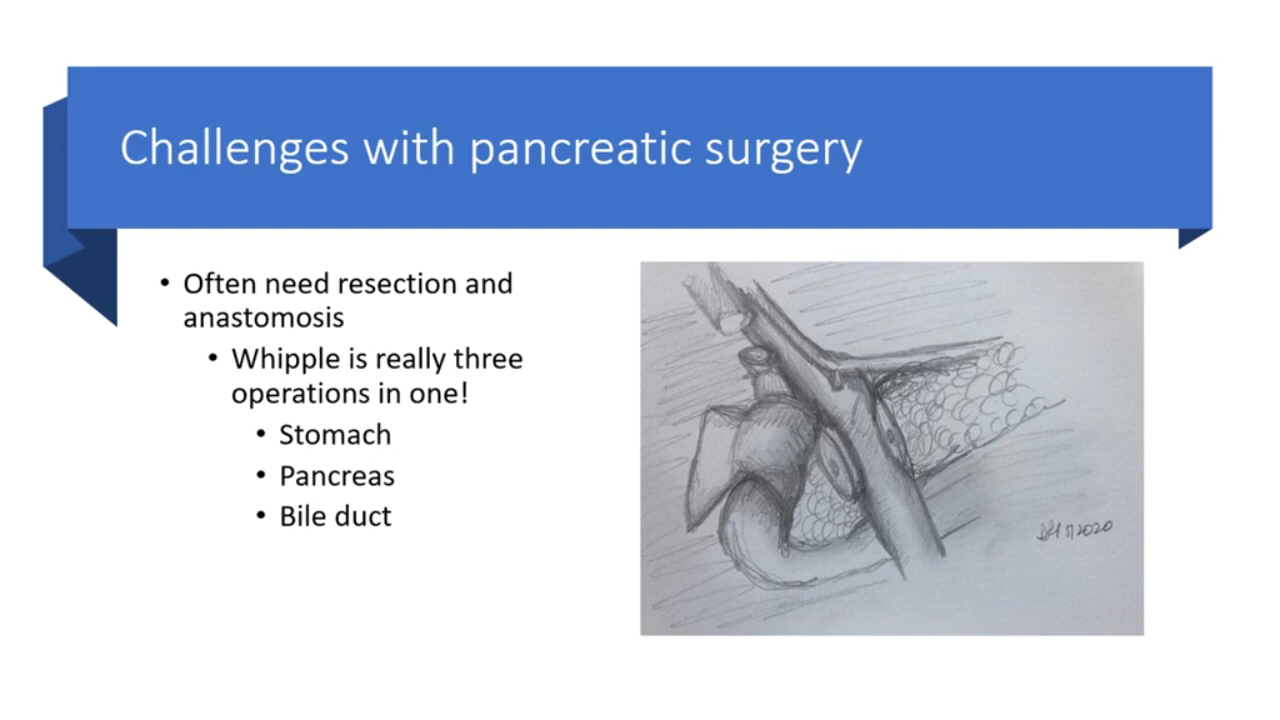 Challenges with pancreatic surgery
• Often need resection and
anastomosis
• Whipple is really three
operations in one!
• Stomach
• Pancreas
• Bile duct